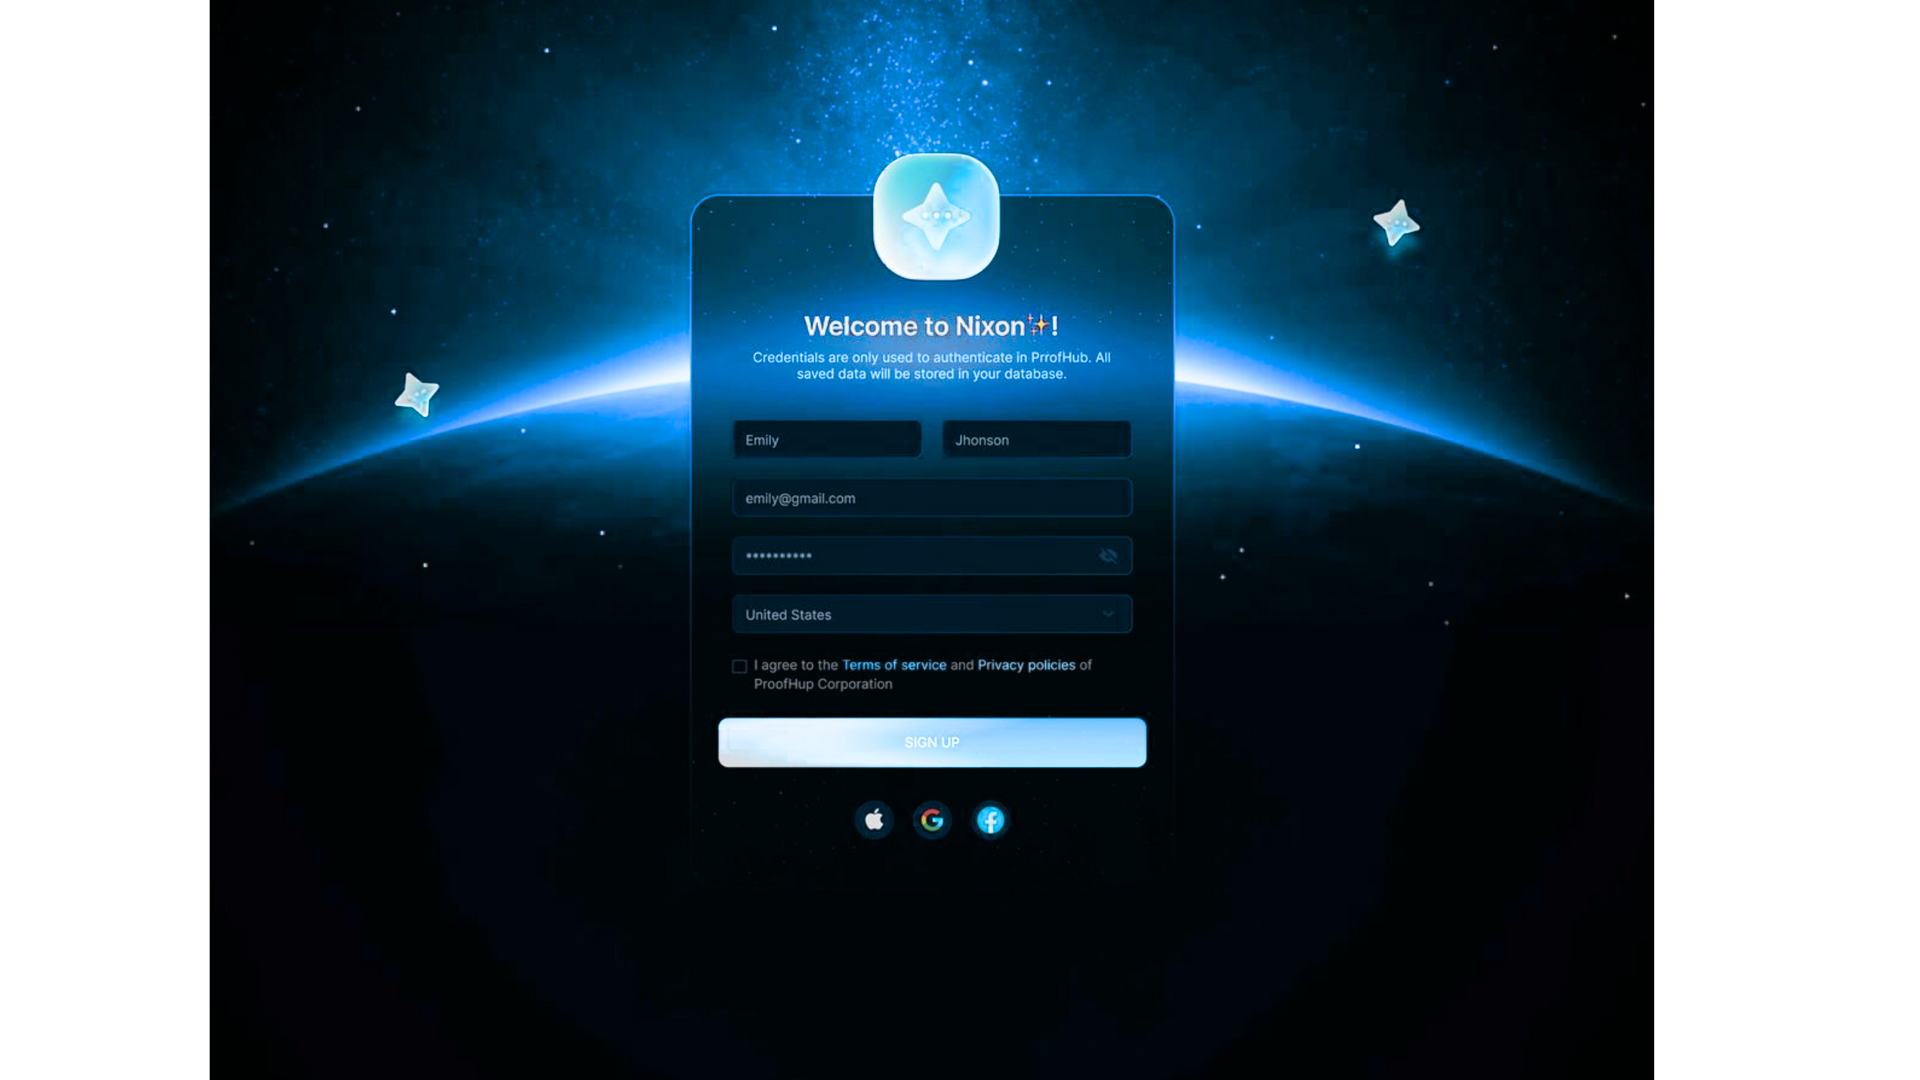 Welcome to Nixon✨!
Credentials are only used to authenticate in PrrofHub. All
saved data will be stored in your database.
Emily
Jhonson
emily@gmail.com
**********
United States
I agree to the Terms of service and Privacy policies of
ProofHup Corporation
SIGN UP